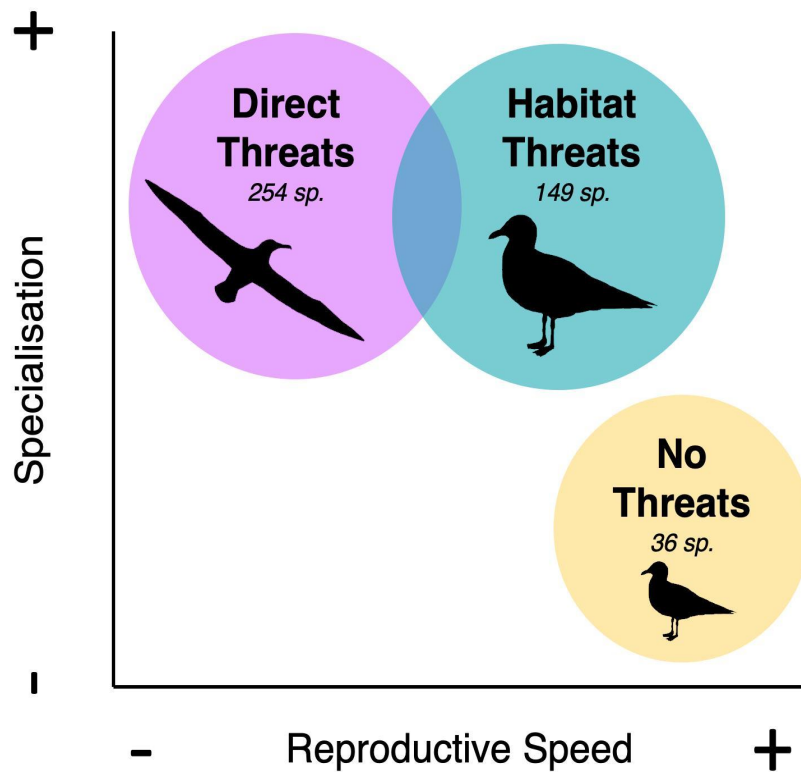 +
Direct
Threats
254 sp.
Habitat
Threats
149 sp.
No
Threats
36 sp.
Specialisation
-
- Reproductive Speed +